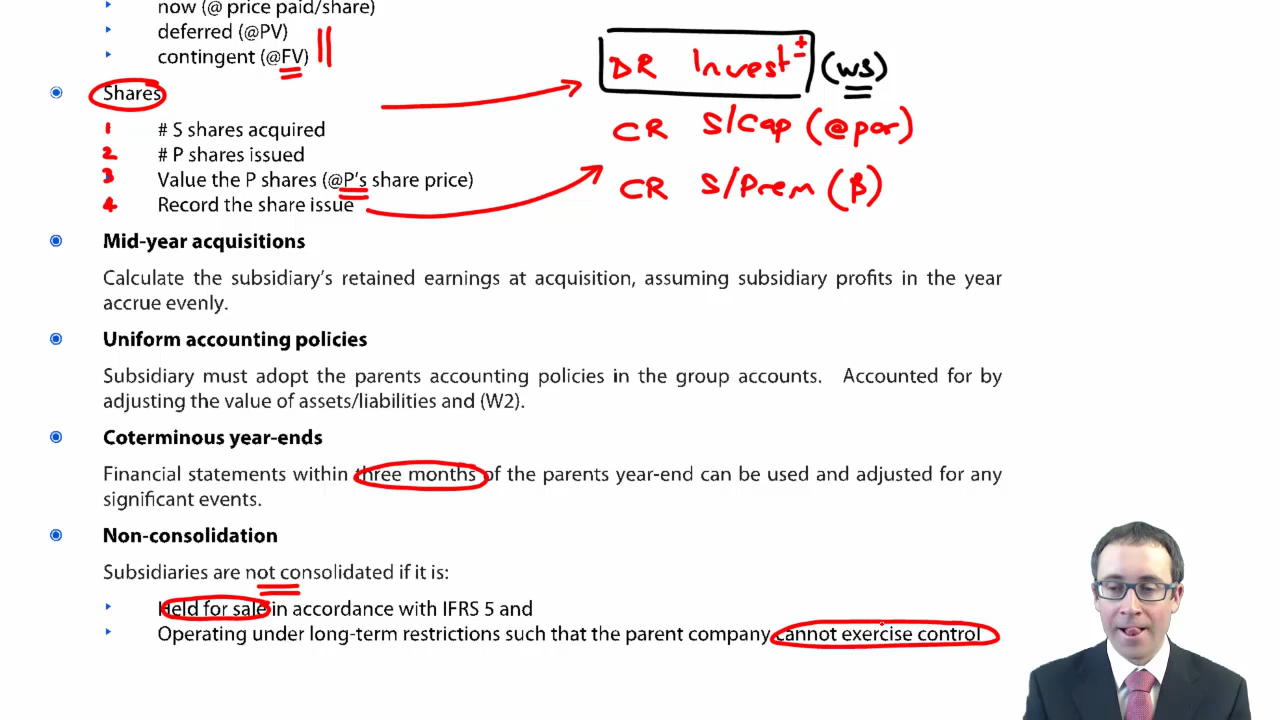 now (@ price paid/share)
deferred (@PV)
contingent (@FV)
DR Invest + - (W3)
Shares
CR S/Cap (@par)
1 # S shares acquired
2 # P shares issued
3 Value the P shares (@P's share price)
CR S/Prem (β)
4 Record the share issue
Mid-year acquisitions
Calculate the subsidiary's retained earnings at acquisition, assuming subsidiary profits in the year
accrue evenly.
Uniform accounting policies
Subsidiary must adopt the parents accounting policies in the group accounts. Accounted for by
adjusting the value of assets/liabilities and (W2).
Coterminous year-ends
Financial statements within three months of the parents year-end can be used and adjusted for any
significant events.
Non-consolidation
Subsidiaries are not consolidated if it is:
Held for sale in accordance with IFRS 5 and
Operating under long-term restrictions such that the parent company cannot exercise control